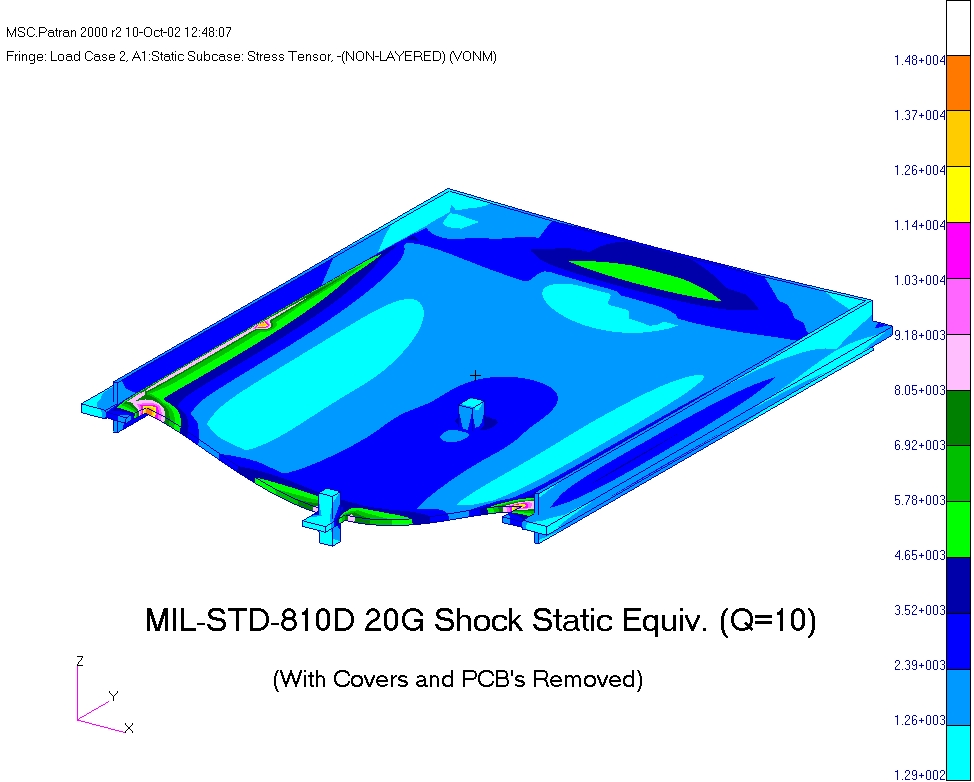 MSC.Patran 2000 r2 10-Oct-02 12:48:07
Fringe: Load Case 2, A1:Static Subcase: Stress Tensor, -(NON-LAYERED) (VONM)
1.48+004
1.37+004
1.26+004
1.14+004
1.03+004
9.18+003
8.05+003
6.92+003
5.78+003
4.65+003
3.52+003
2.39+003
1.26+003
1.29+002
MIL-STD-810D 20G Shock Static Equiv. (Q=10)
(With Covers and PCB's Removed)
Z
Y
X